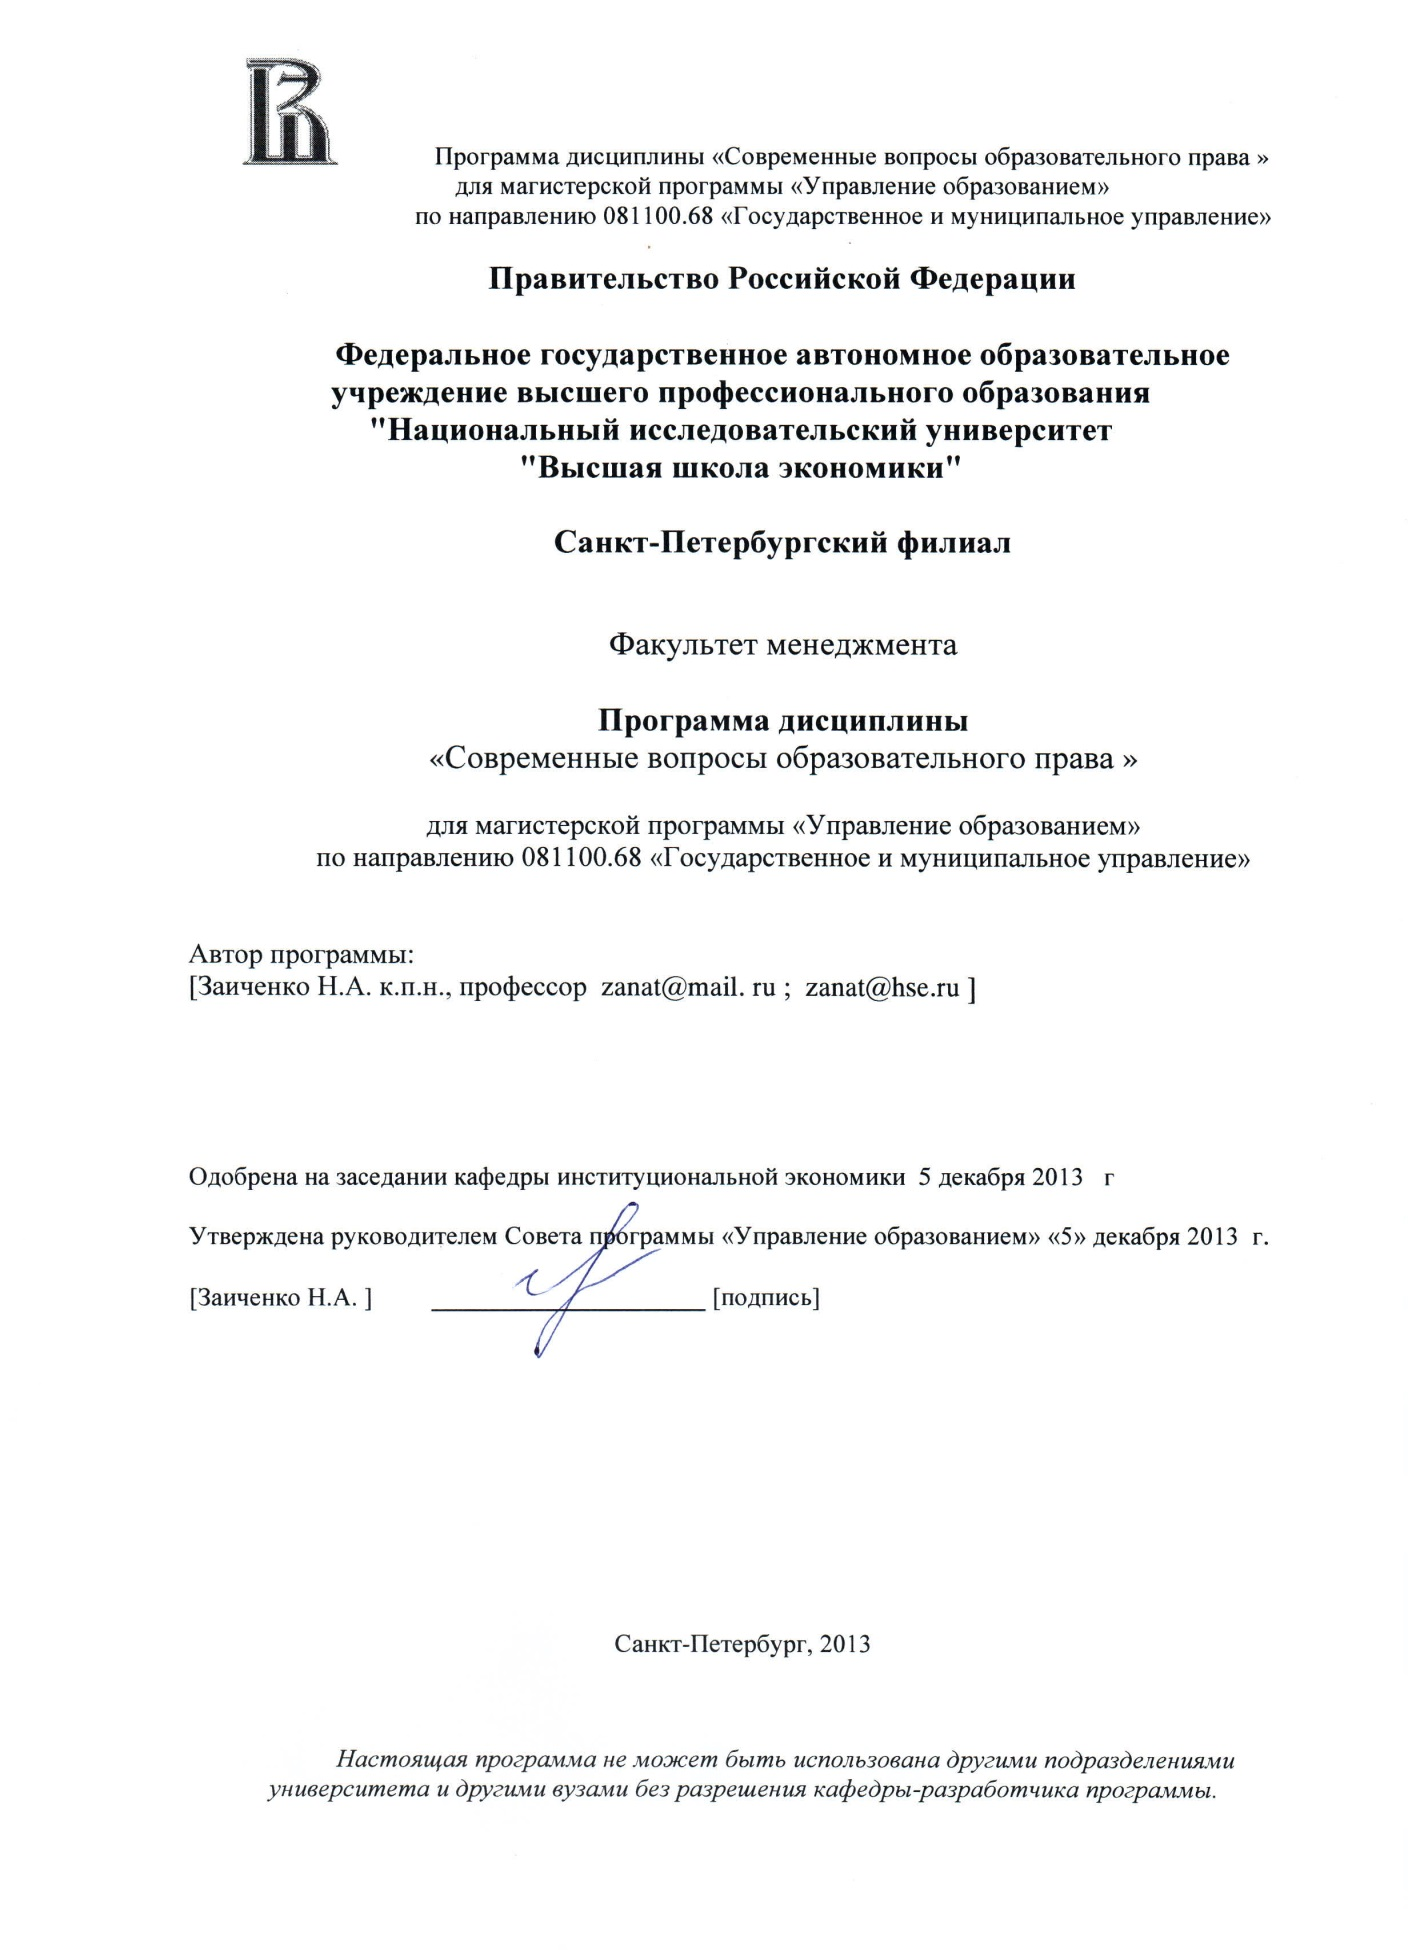 Программа дисциплины «Современные вопросы образовательного права »
для магистерской программы «Управление образованием»
по направлению 081100.68 «Государственное и муниципальное управление»
Правительство Российской Федерации
Федеральное государственное автономное образовательное
учреждение высшего профессионального образования
"Национальный исследовательский университет
"Высшая школа экономики"
Санкт-Петербургский филиал
Факультет менеджмента
Программа дисциплины
«Современные вопросы образовательного права »
для магистерской программы «Управление образованием»
по направлению 081100.68 «Государственное и муниципальное управление»
Автор программы:
[Заиченко Н.А. к.п.н., профессор zanat@mail. ru ; zanat@hse.ru ]
Одобрена на заседании кафедры институциональной экономики 5 декабря 2013 г
Утверждена руководителем Совета программы «Управление образованием» «5» декабря 2013 г.
[Заиченко Н.А. ] ____________________ [подпись]
Санкт-Петербург, 2013
Настоящая программа не может быть использована другими подразделениями
университета и другими вузами без разрешения кафедры-разработчика программы.